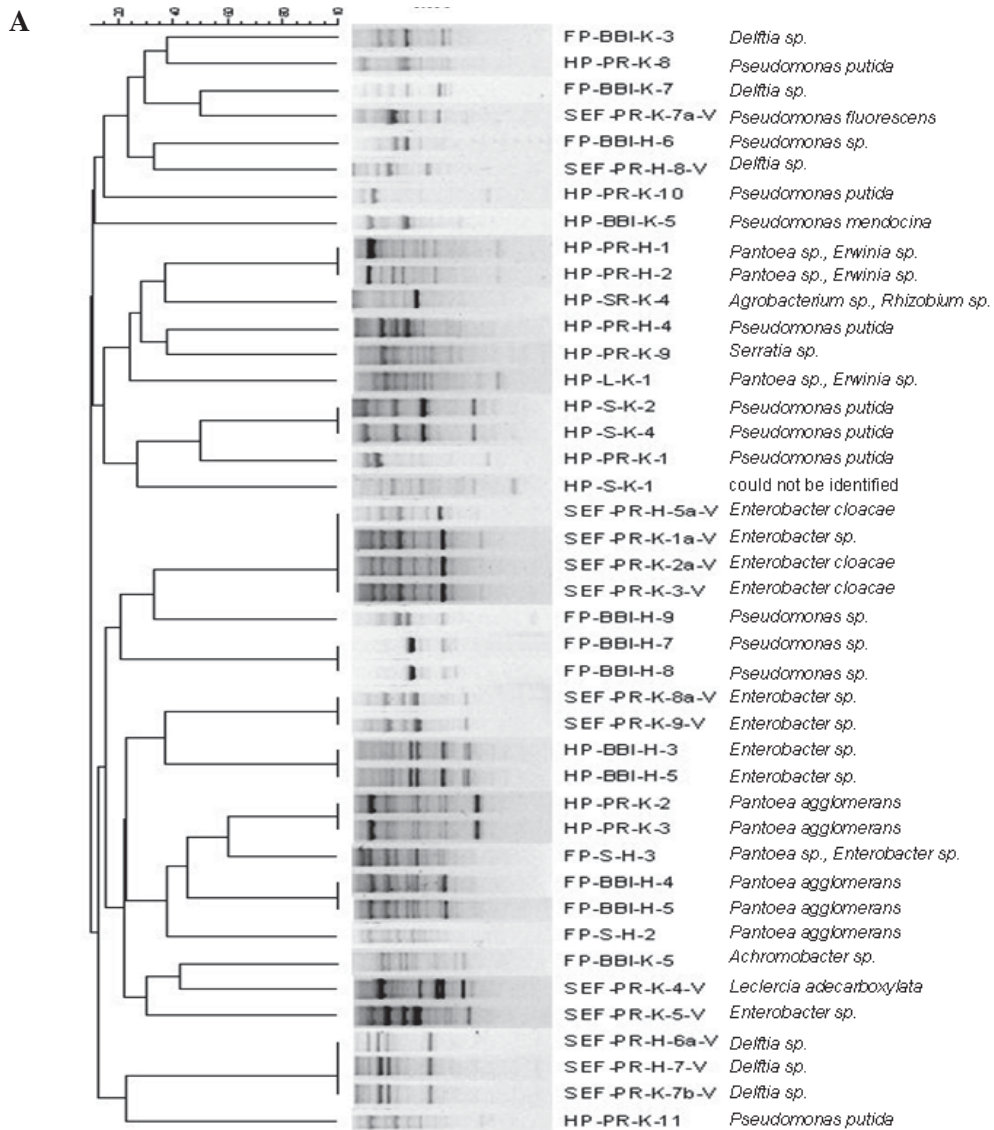 A
20
40
60
80
FP-BBI-K-3 Delftia sp.
HP-PR-K-8 Pseudomonas putida
FP-BBI-K-7 Delftia sp.
SEF-PR-K-7a-V Pseudomonas fluorescens
FP-BBI-H-6 Pseudomonas sp.
SEF-PR-H-8-V Delftia sp.
HP-PR-K-10 Pseudomonas putida
HP-BBI-K-5 Pseudomonas mendocina
HP-PR-H-1 Pantoea sp., Erwinia sp.
HP-PR-H-2 Pantoea sp., Erwinia sp.
HP-SR-K-4 Agrobacterium sp., Rhizobium sp.
HP-PR-H-4 Pseudomonas putida
HP-PR-K-9 Serratia sp.
HP-L-K-1 Pantoea sp., Erwinia sp.
HP-S-K-2 Pseudomonas putida
HP-S-K-4 Pseudomonas putida
HP-PR-K-1 Pseudomonas putida
HP-S-K-1 could not be identified
SEF-PR-H-5a-V Enterobacter cloacae
SEF-PR-K-1a-V Enterobacter sp.
SEF-PR-K-2a-V Enterobacter cloacae
SEF-PR-K-3-V Enterobacter cloacae
FP-BBI-H-9 Pseudomonas sp.
FP-BBI-H-7 Pseudomonas sp.
FP-BBI-H-8 Pseudomonas sp.
SEF-PR-K-8a-V Enterobacter sp.
SEF-PR-K-9-V Enterobacter sp.
HP-BBI-H-3 Enterobacter sp.
HP-BBI-H-5 Enterobacter sp.
HP-PR-K-2 Pantoea agglomerans
HP-PR-K-3 Pantoea agglomerans
FP-S-H-3 Pantoea sp., Enterobacter sp.
FP-BBI-H-4 Pantoea agglomerans
FP-BBI-H-5 Pantoea agglomerans
FP-S-H-2 Pantoea agglomerans
FP-BBI-K-5 Achromobacter sp.
SEF-PR-K-4-V Leclercia adecarboxylata
SEF-PR-K-5-V Enterobacter sp.
SEF-PR-H-6a-V Delftia sp.
SEF-PR-H-7-V Delftia sp.
SEF-PR-K-7b-V Delftia sp.
HP-PR-K-11 Pseudomonas putida